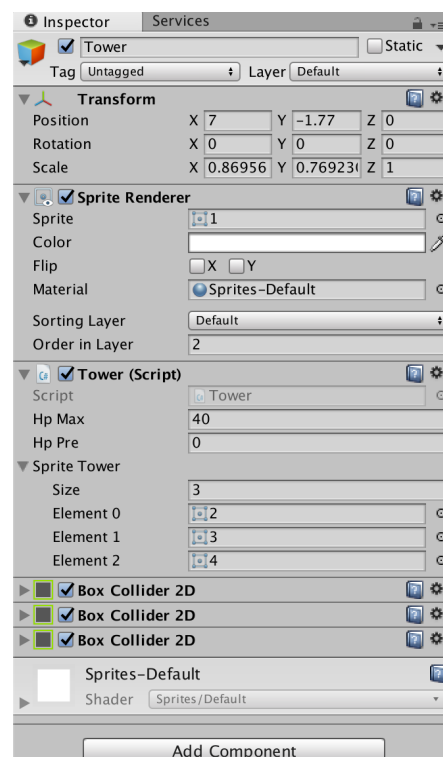 Inspector Services
Tower Static
Tag Untagged Layer Default
Transform
Position X 7 Y -1.77 Z 0
Rotation X 0 Y 0 Z 0
Scale X 0.86956 Y 0.76923 Z 1
Sprite Renderer
Sprite 1
Color
Flip X Y
Material Sprites-Default
Sorting Layer Default
Order in Layer 2
C# Tower (Script)
Script Tower
Hp Max 40
Hp Pre 0
Sprite Tower
Size 3
Element 0 2
Element 1 3
Element 2 4
Box Collider 2D
Box Collider 2D
Box Collider 2D
Sprites-Default
Shader Sprites/Default
Add Component